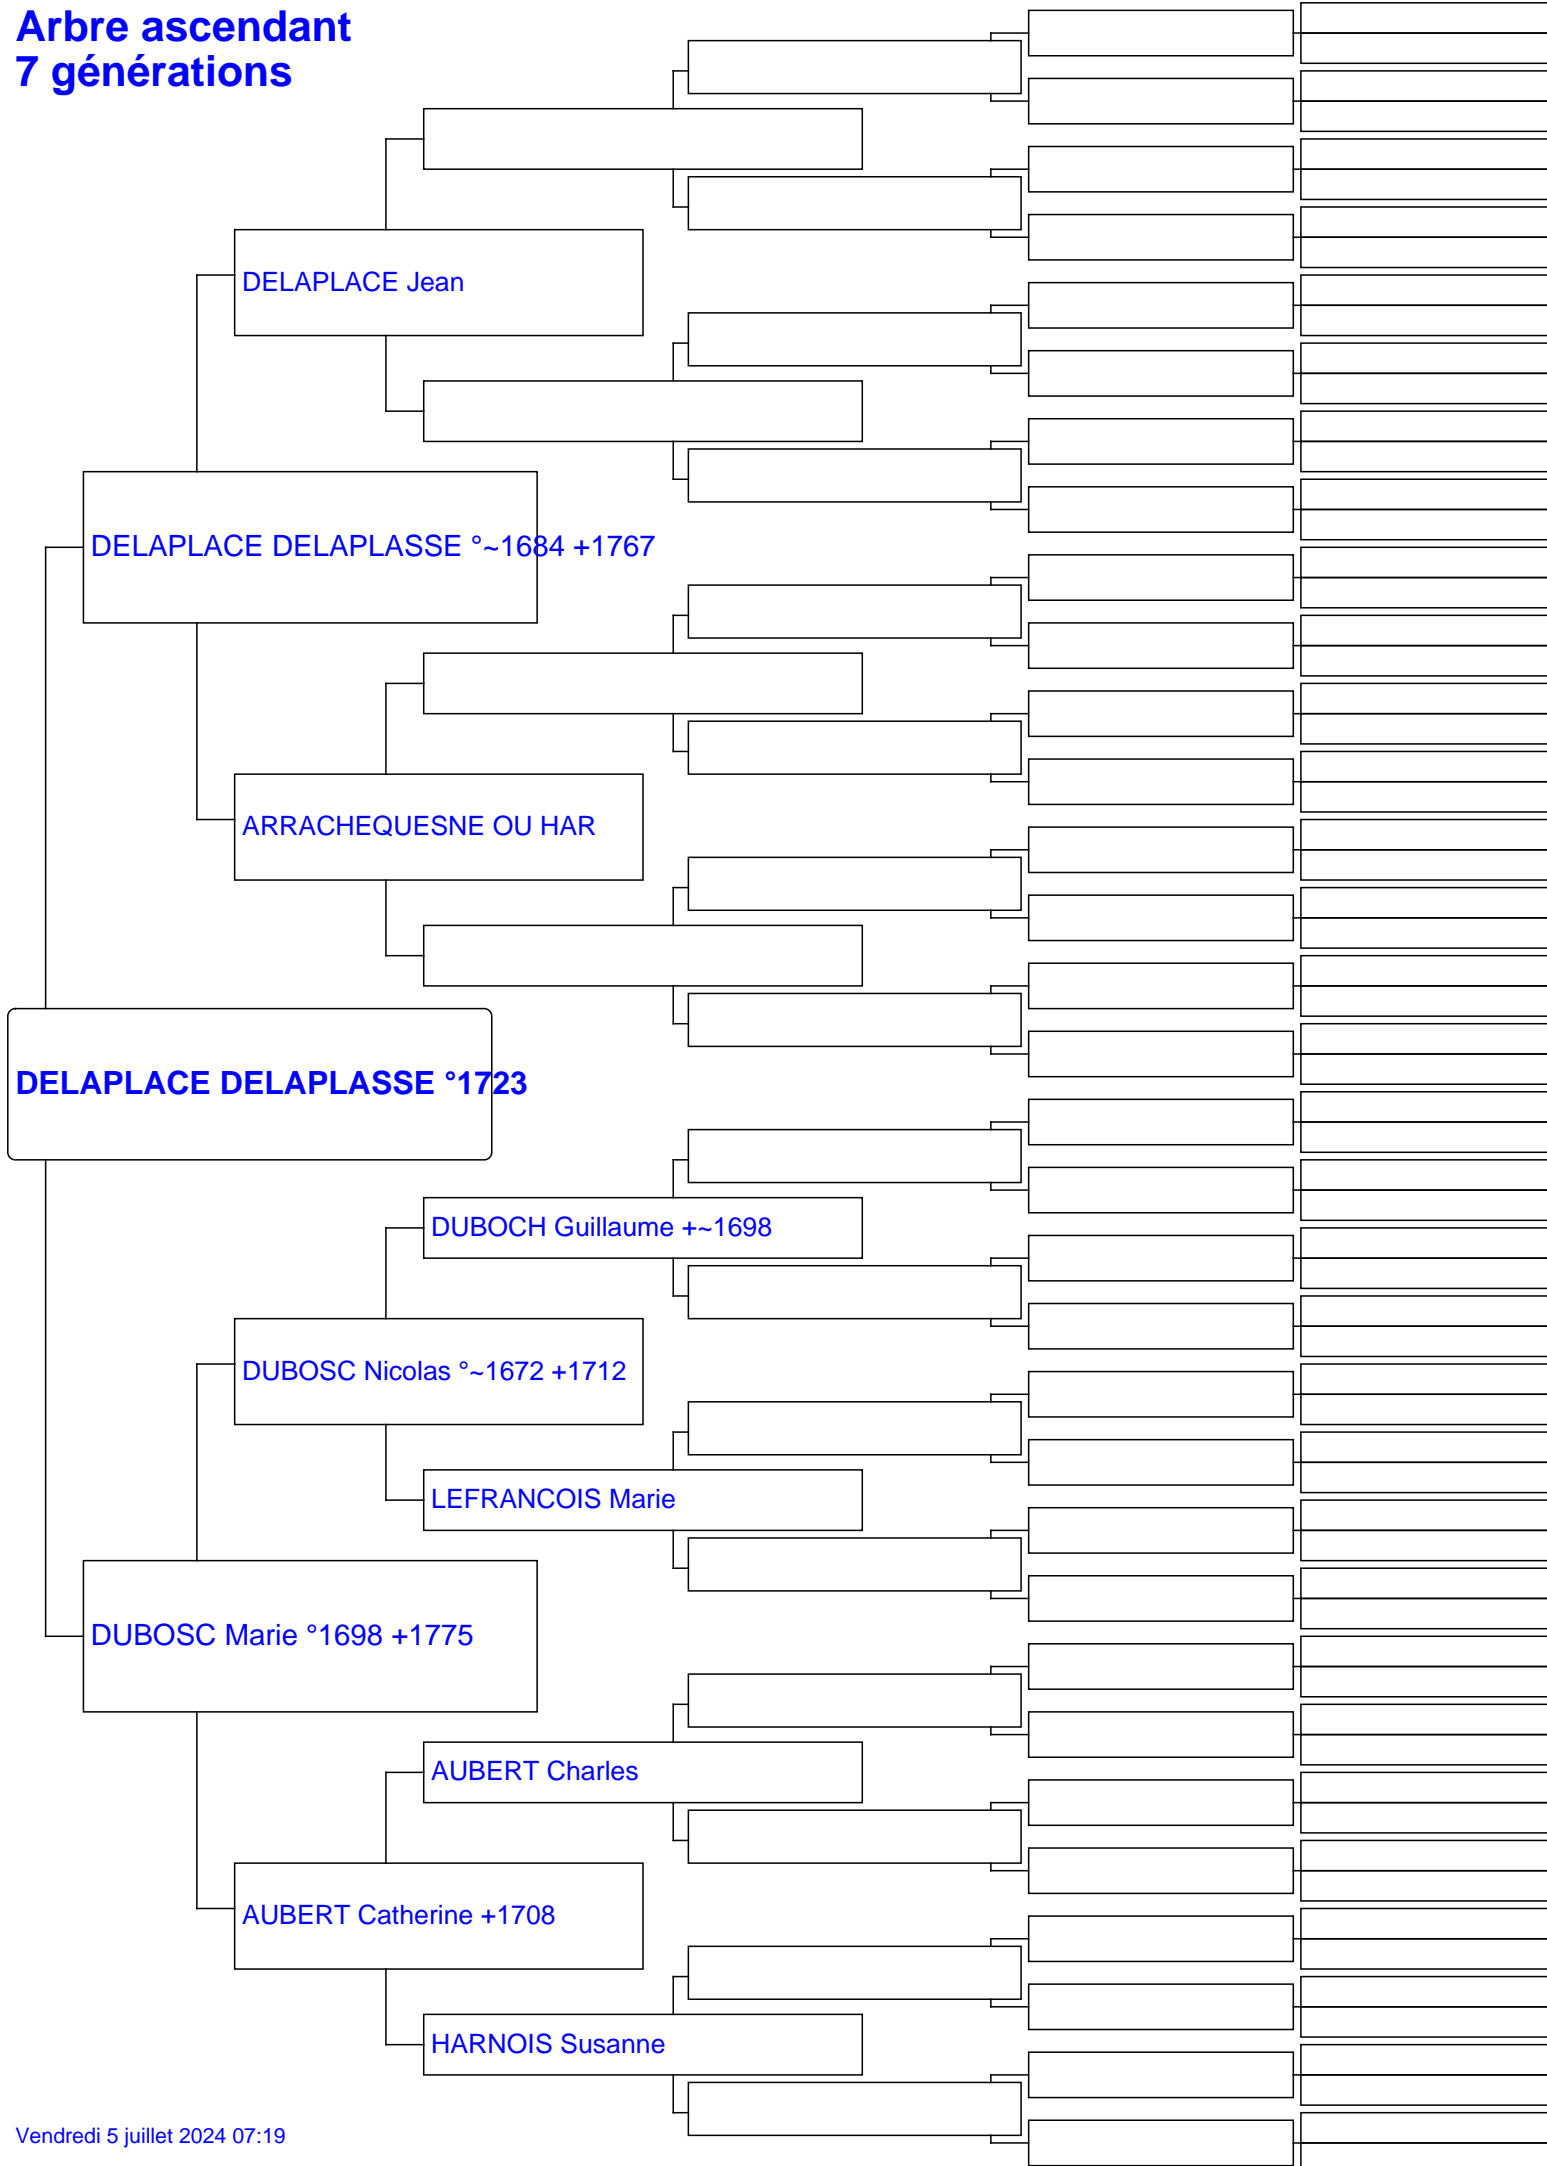 Arbre ascendant
7 générations
DELAPLACE Jean
DELAPLACE DELAPLASSE °~1684 +1767
ARRACHEQUESNE OU HAR
DELAPLACE DELAPLASSE °1723
DUBOCH Guillaume +~1698
DUBOSC Nicolas °~1672 +1712
LEFRANCOIS Marie
DUBOSC Marie °1698 +1775
AUBERT Charles
AUBERT Catherine +1708
HARNOIS Susanne
Vendredi 5 juillet 2024 07:19